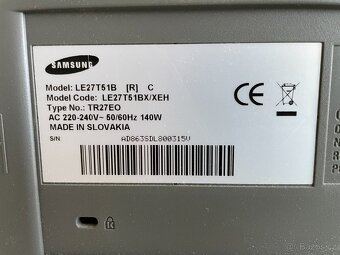 SAMSUNG
Model: LE27T51B [R] C
Model Code: LE27T51BX/XEH
Type No: TR27EO
AC 220-240V~ 50/60Hz 140W
MADE IN SLOVAKIA
S/N AD863SDL800315V
CE